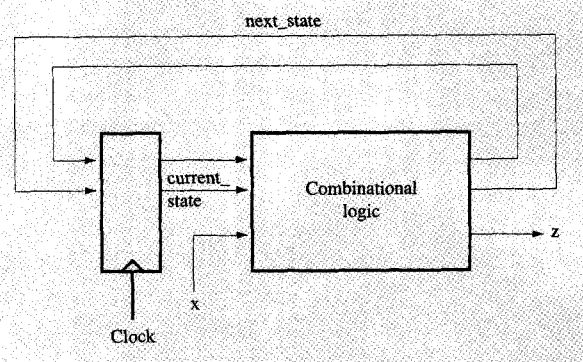 next_state
current_
state
Combinational
logic
z
x
Clock